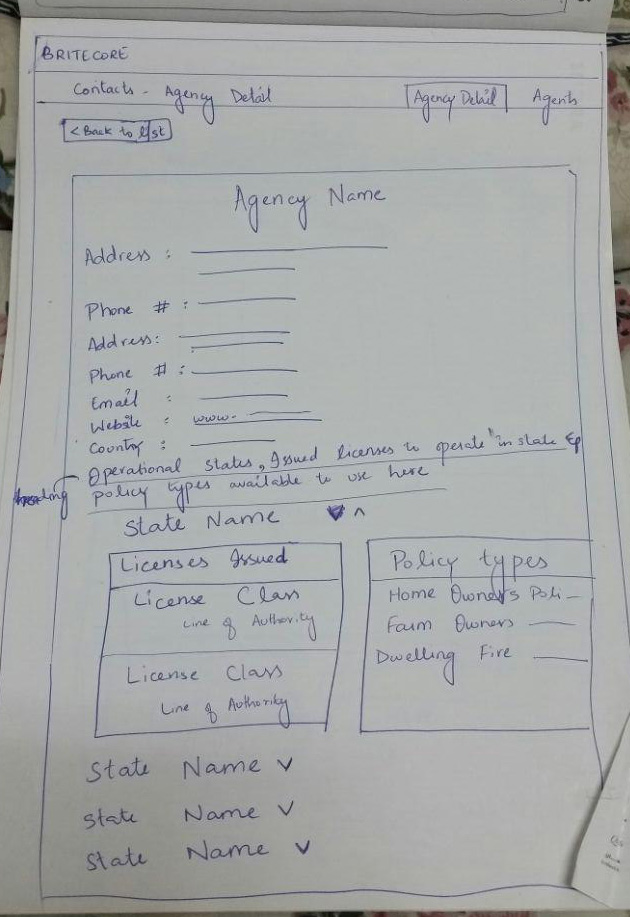 BRITECORE
Contacts - Agency Detail
Agency Detail
Agents
< Back to list
Agency Name
Address :
Phone # :
Address:
Phone # :
Email :
Website : www.
Country :
Operational states, Issued licenses to operate in state &
heading policy types available to use here
State Name
Licenses Issued
License Class
Line of Authority
License Class
Line of Authority
Policy types
Home Owners Poli
Farm Owners
Dwelling Fire
State Name
State Name
State Name